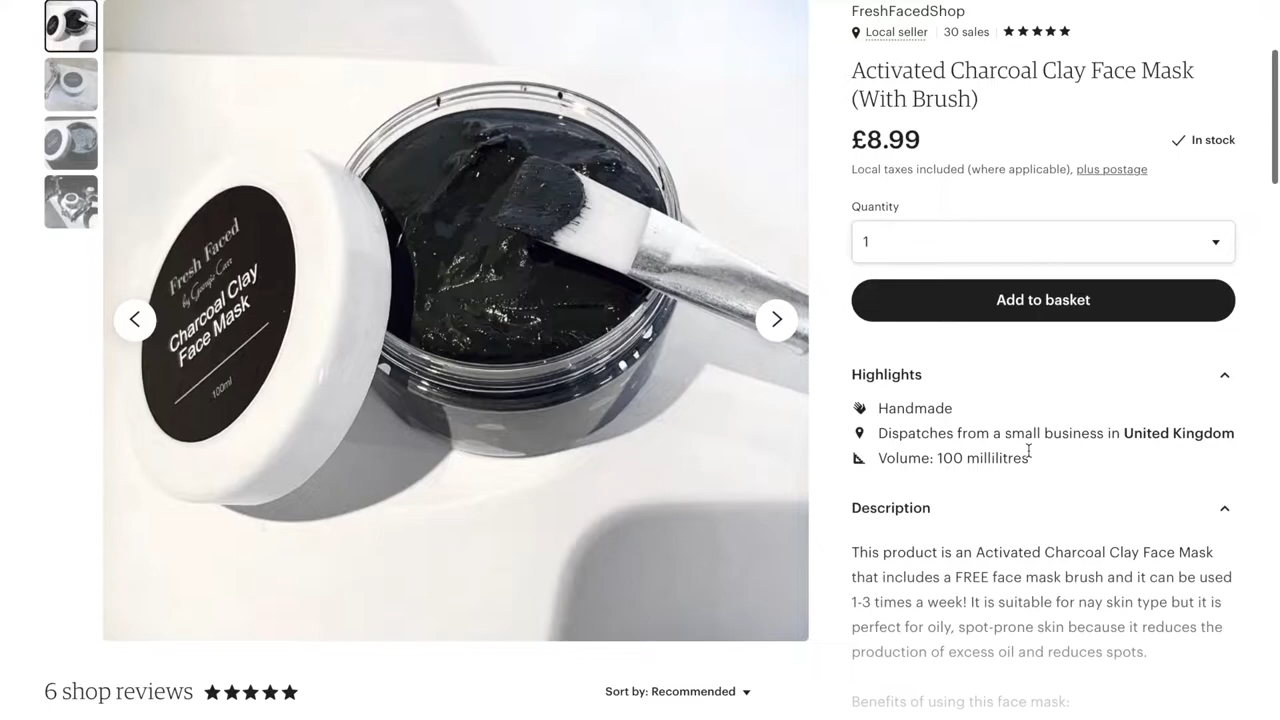 FreshFacedShop
Local seller 30 sales
Activated Charcoal Clay Face Mask
(With Brush)
£8.99
In stock
Local taxes included (where applicable), plus postage
Quantity
1
Add to basket
Highlights
Handmade
Dispatches from a small business in United Kingdom
Volume: 100 millilitres
Description
This product is an Activated Charcoal Clay Face Mask
that includes a FREE face mask brush and it can be used
1-3 times a week! It is suitable for nay skin type but it is
perfect for oily, spot-prone skin because it reduces the
production of excess oil and reduces spots.
Benefits of using this face mask:
Fresh Faced
by Georgia Carr
Charcoal Clay
Face Mask
100ml
6 shop reviews
Sort by: Recommended